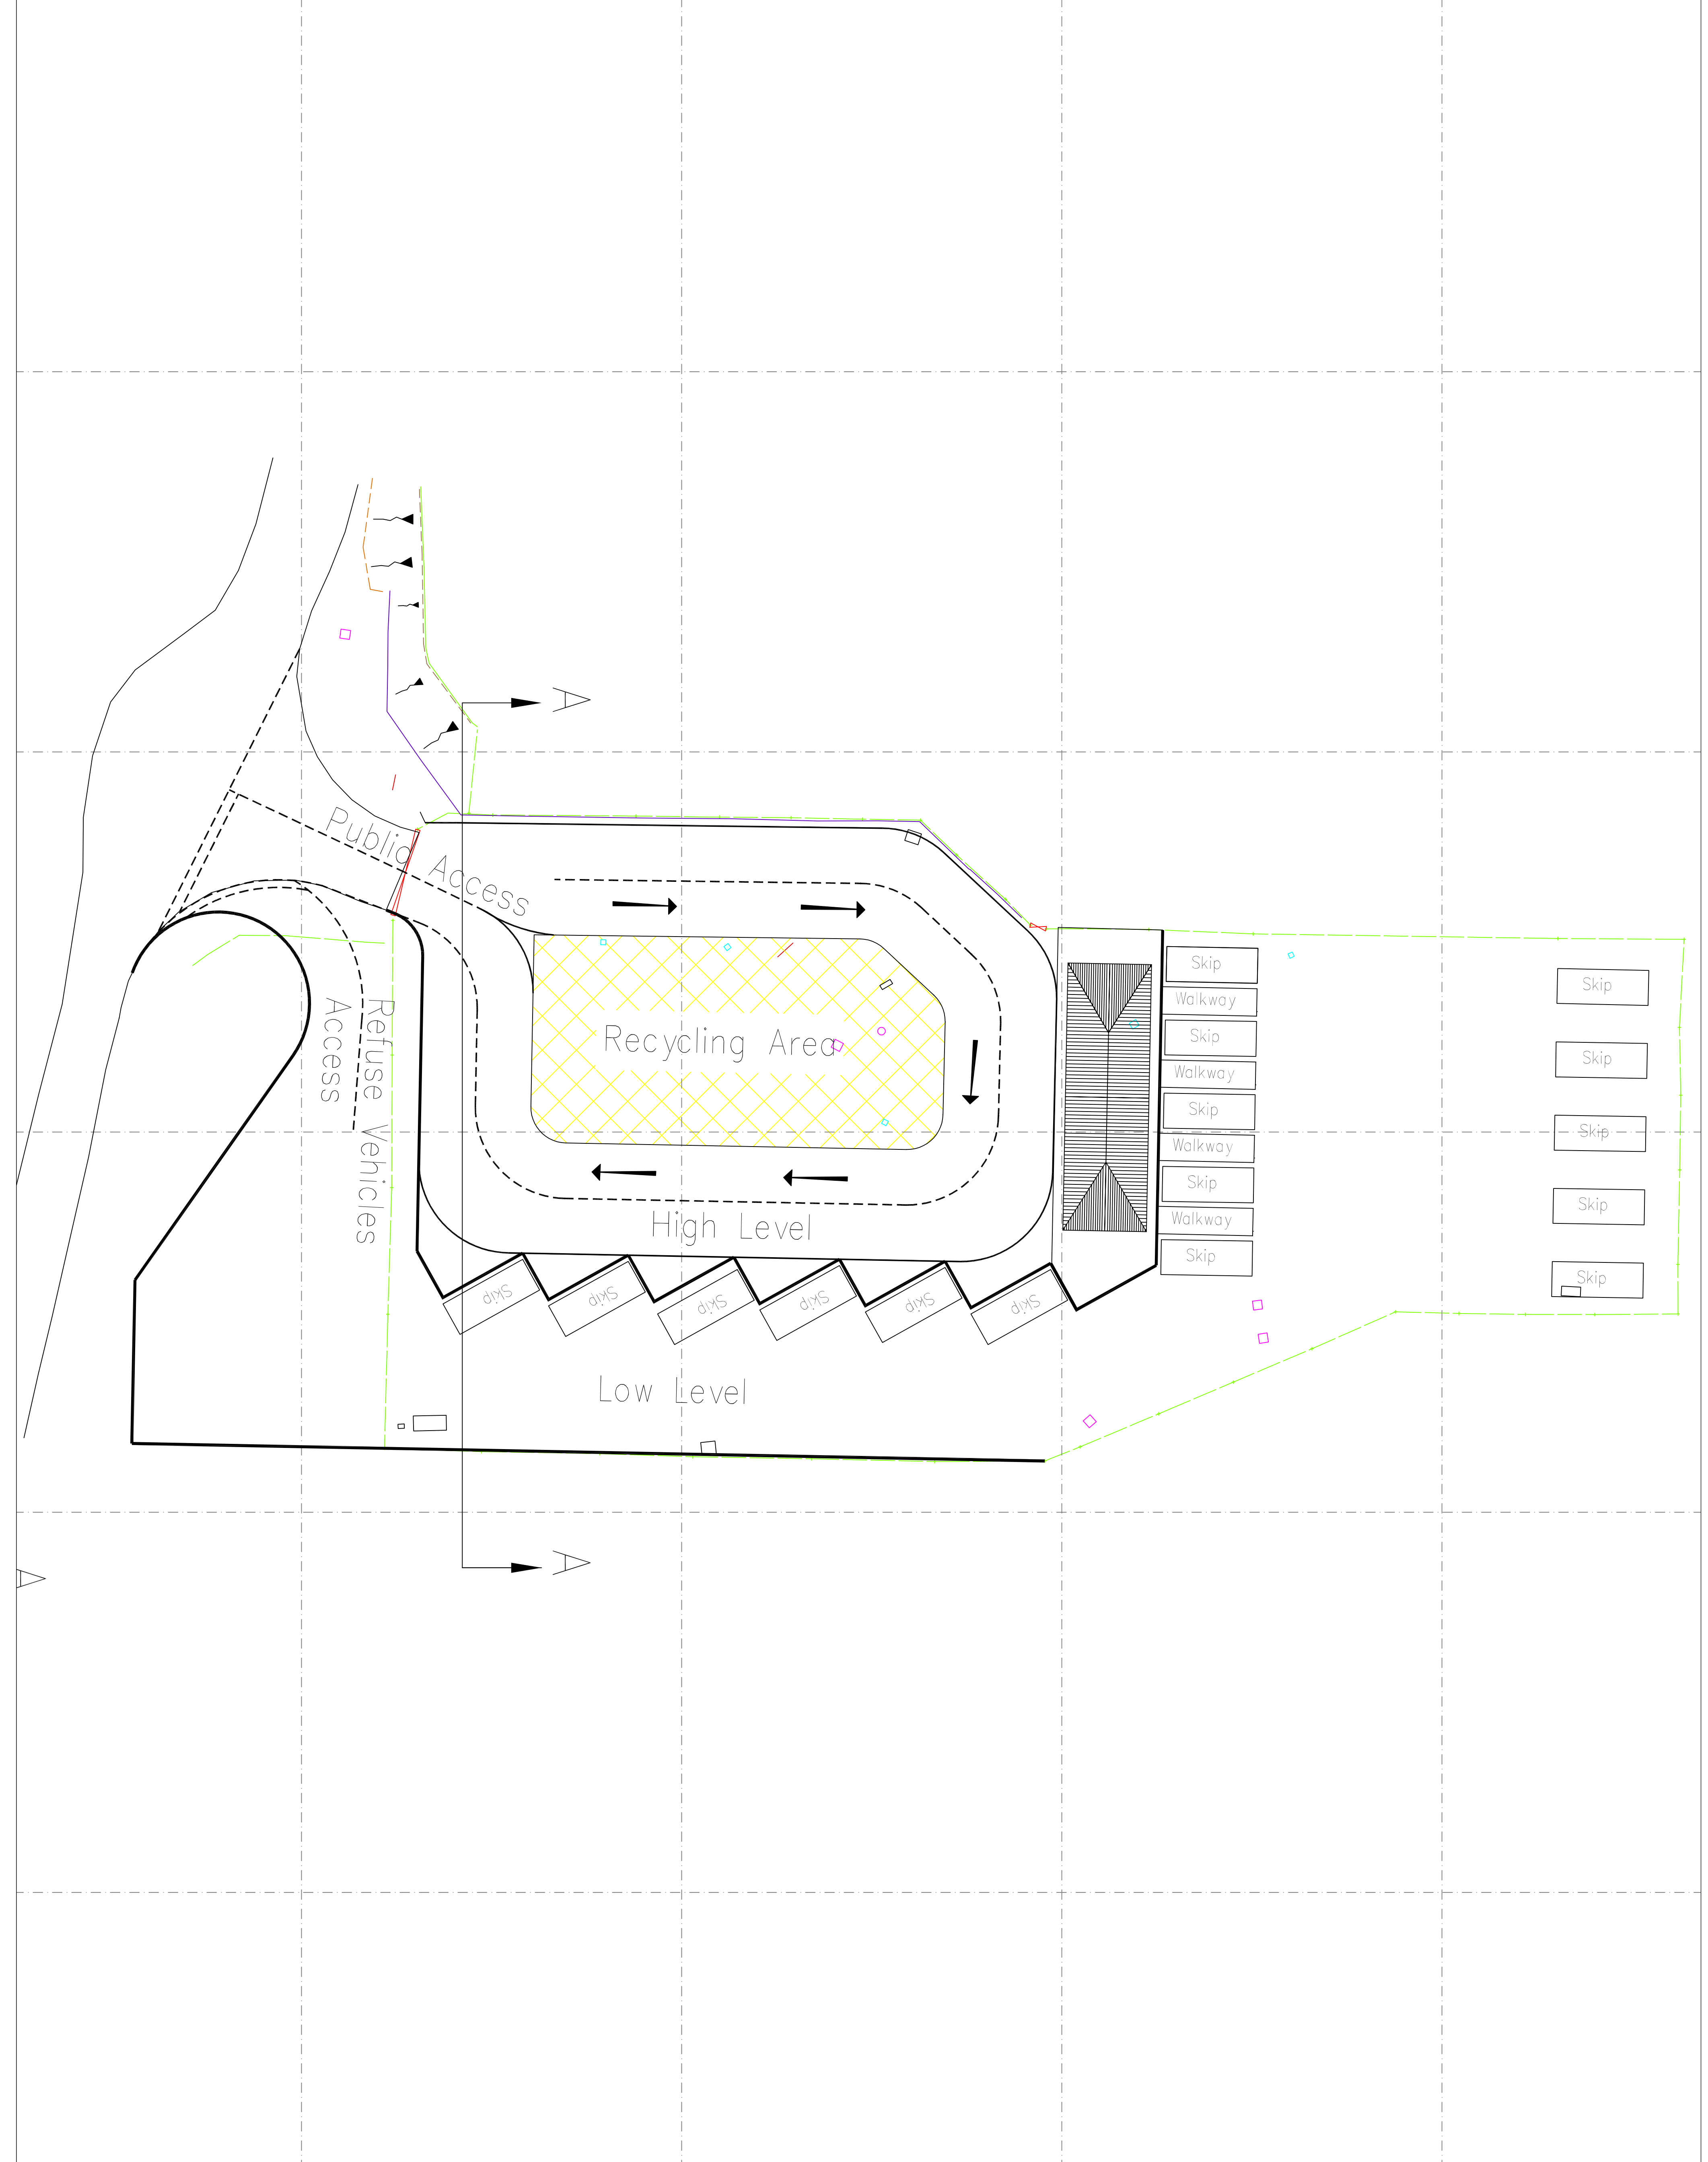 A
Public Access
Skip
Skip
Walkway
Refuse Vehicles
Access
Recycling Area
Skip
Skip
Walkway
Skip
Skip
Walkway
Skip
Skip
High Level
Walkway
Skip
Skip
Skip
Skip
Skip
Skip
Skip
Skip
Low Level
A
A